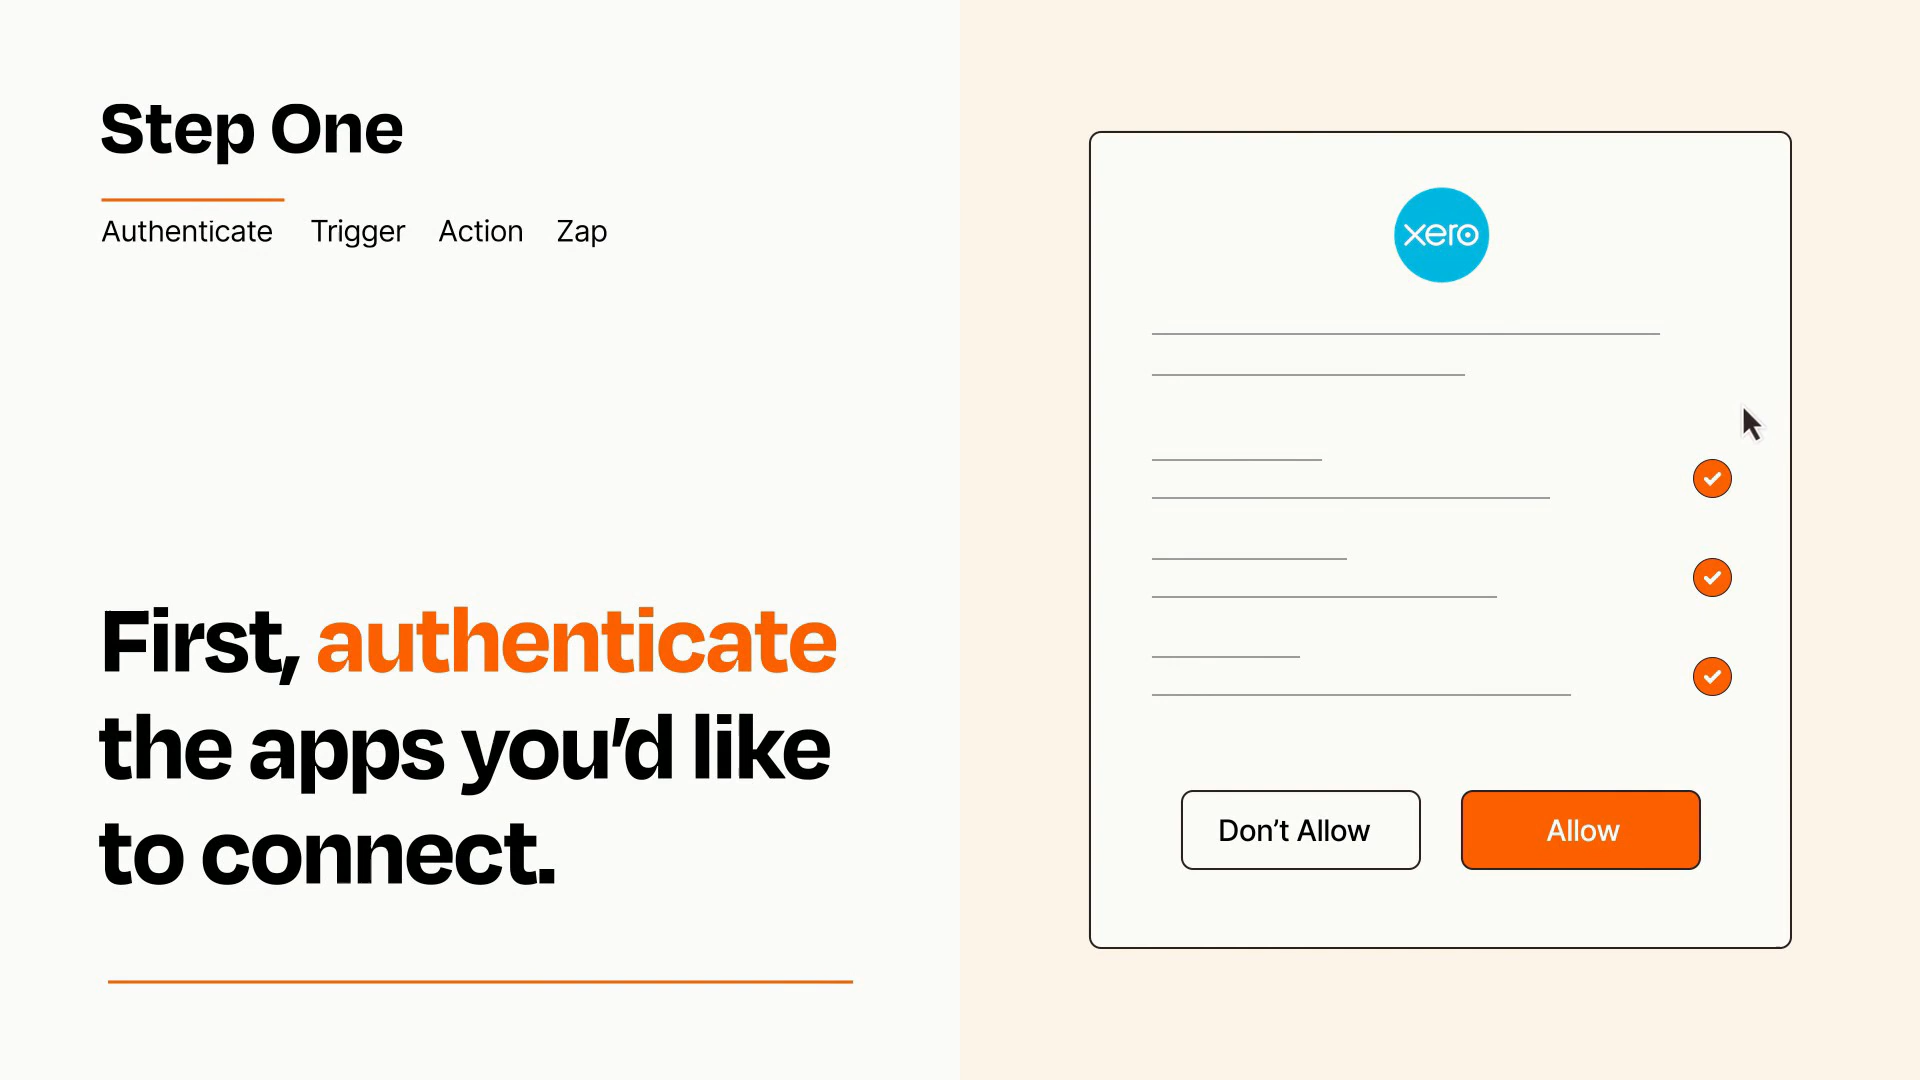 Step One
Authenticate Trigger Action Zap
First, authenticate
the apps you’d like
to connect.
xero
Don’t Allow Allow